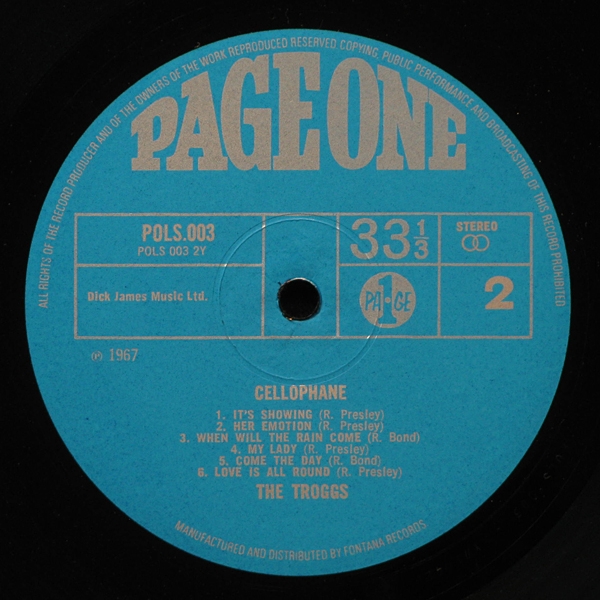 ALL RIGHTS OF THE RECORD PRODUCER AND OF THE OWNERS OF THE WORK REPRODUCED RESERVED. COPYING, PUBLIC PERFORMANCE AND BROADCASTING OF THIS RECORD PROHIBITED
PAGE ONE
POLS.003
POLS 003 2Y
33 1/3
STEREO
Dick James Music Ltd.
PA1GE
2
℗ 1967
CELLOPHANE
1. IT'S SHOWING (R. Presley)
2. HER EMOTION (R. Presley)
3. WHEN WILL THE RAIN COME (R. Bond)
4. MY LADY (R. Presley)
5. COME THE DAY (R. Bond)
6. LOVE IS ALL ROUND (R. Presley)
THE TROGGS
MANUFACTURED AND DISTRIBUTED BY FONTANA RECORDS